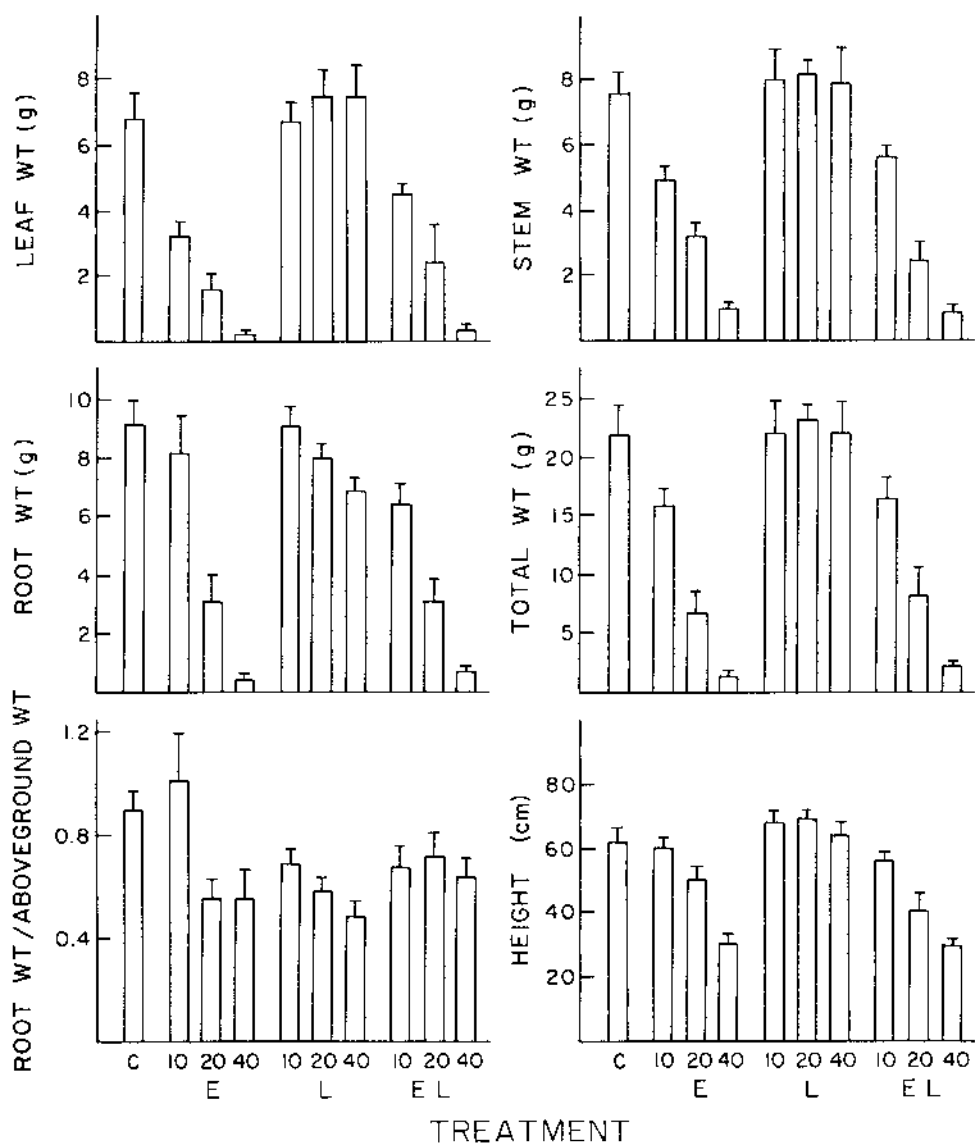 LEAF WT (g)
8
6
4
2
STEM WT (g)
8
6
4
2
ROOT WT (g)
10
8
6
4
2
TOTAL WT (g)
25
20
15
10
5
ROOT WT/ABOVEGROUND WT
1.2
0.8
0.4
HEIGHT (cm)
80
60
40
20
C 10 20 40 10 20 40 10 20 40
E L EL
C 10 20 40 10 20 40 10 20 40
E L EL
TREATMENT